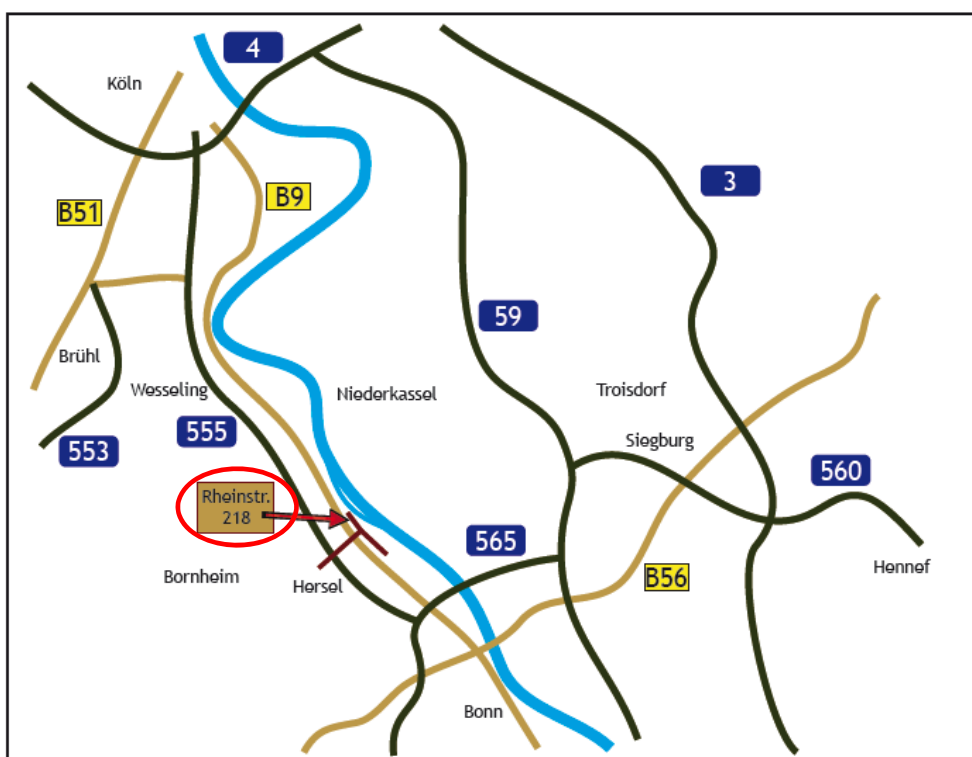 4
Köln
3
B9
B51
59
Brühl
Wesseling
Niederkassel
Troisdorf
555
Siegburg
553
560
Rheinstr.
218
565
Bornheim
Hersel
B56
Hennef
Bonn